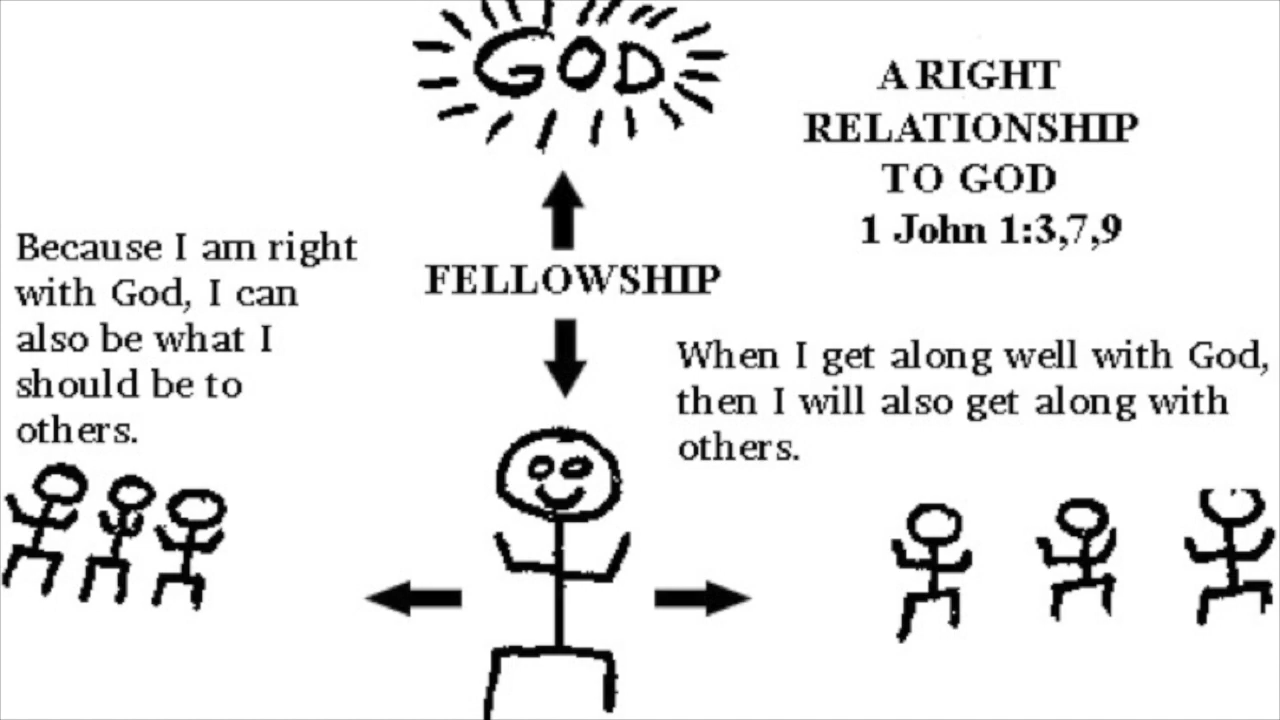 GOD
A RIGHT
RELATIONSHIP
TO GOD
1 John 1:3,7,9
Because I am right
with God, I can
also be what I
should be to
others.
FELLOWSHIP
When I get along well with God,
then I will also get along with
others.